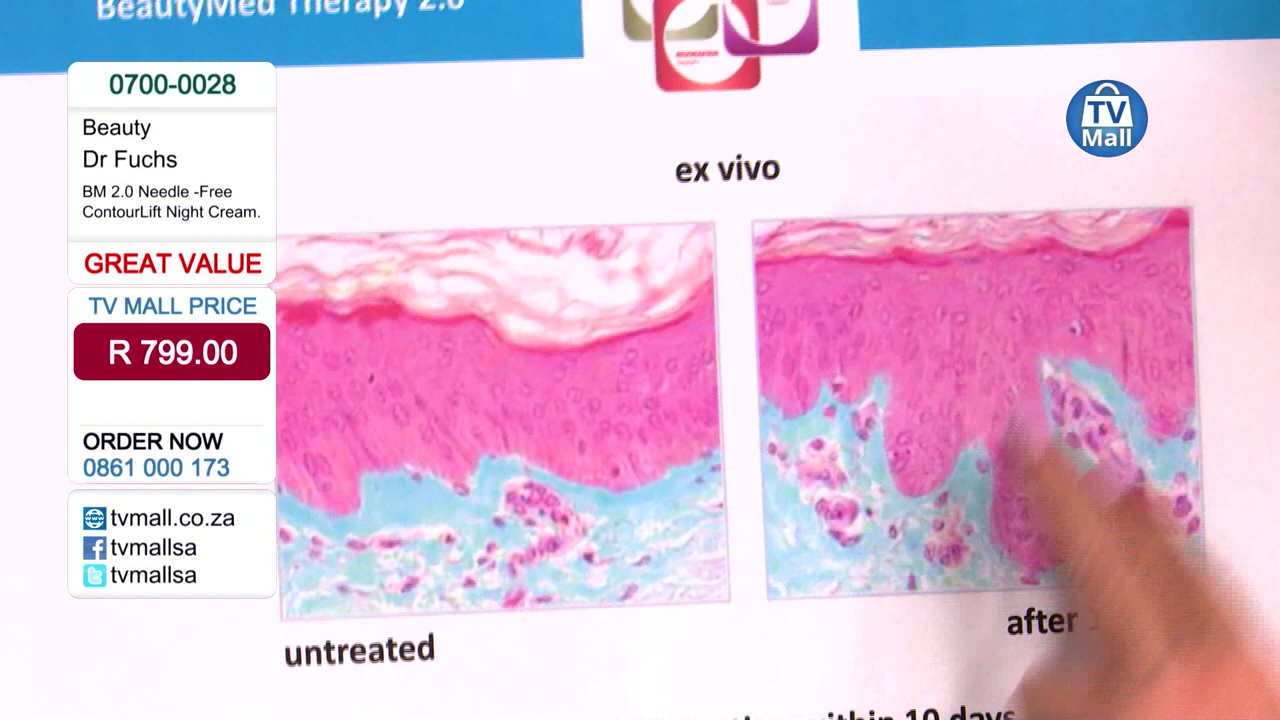 BeautyMed Therapy 2.0
0700-0028
Beauty
Dr Fuchs
BM 2.0 Needle -Free
ContourLift Night Cream.
GREAT VALUE
TV MALL PRICE
R 799.00
ORDER NOW
0861 000 173
tvmall.co.za
tvmallsa
tvmallsa
TV
Mall
ex vivo
untreated
after
within 10 days